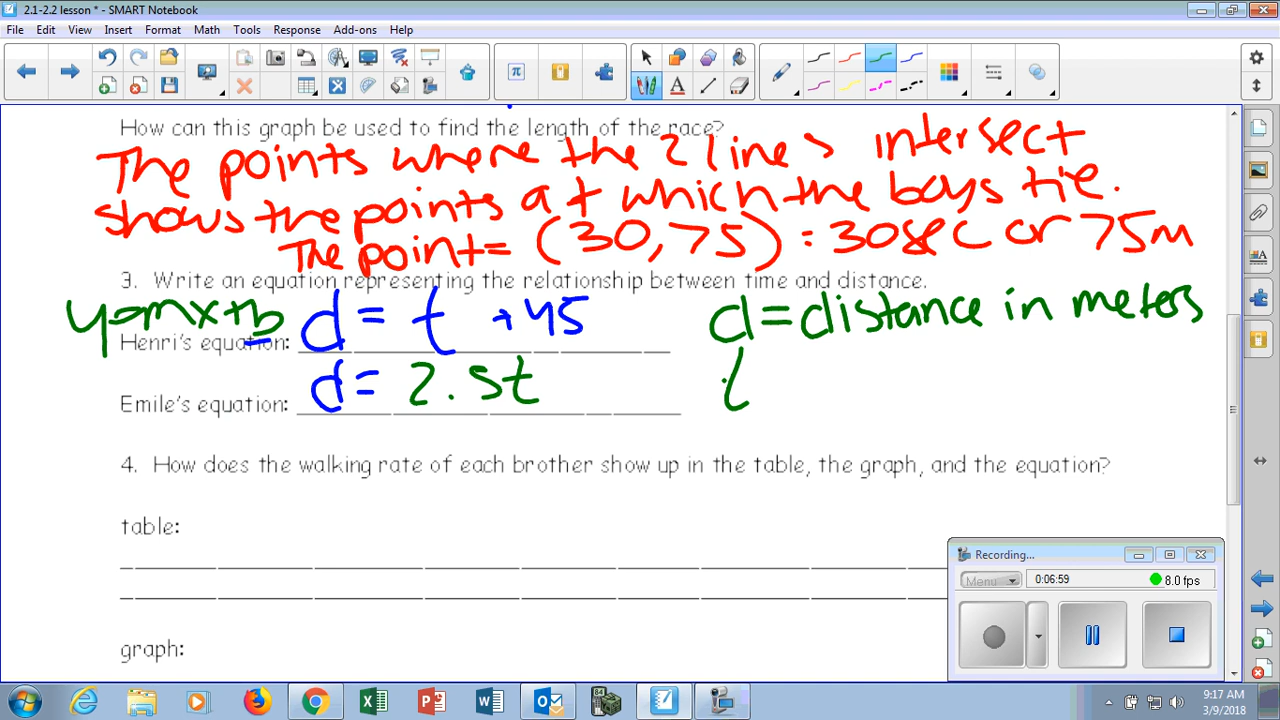 2.1-2.2 lesson * - SMART Notebook
File Edit View Insert Format Math Tools Response Add-ons Help
How can this graph be used to find the length of the race?
The points where the 2 lines intersect
shows the points at which the boys tie.
The point = (30,75) = 30sec or 75m
3. Write an equation representing the relationship between time and distance.
y=mx+b d = t +45 d = distance in meters
Henri's equation:
d = 2.5t t
Emile's equation:
4. How does the walking rate of each brother show up in the table, the graph, and the equation?
table:
graph:
Recording...
Menu 0:06:59 8.0 fps
9:17 AM
3/9/2018